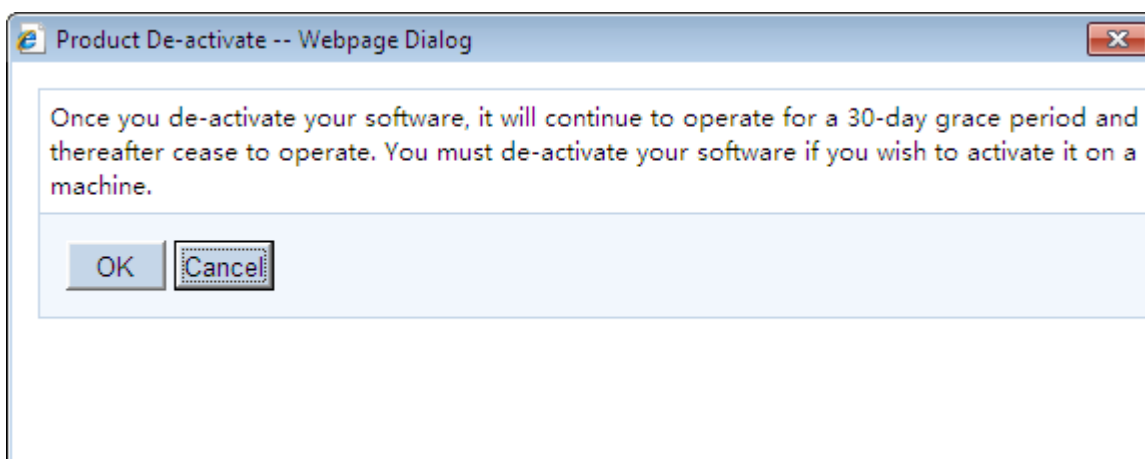 Product De-activate -- Webpage Dialog
Once you de-activate your software, it will continue to operate for a 30-day grace period and
thereafter cease to operate. You must de-activate your software if you wish to activate it on a
machine.
OK Cancel